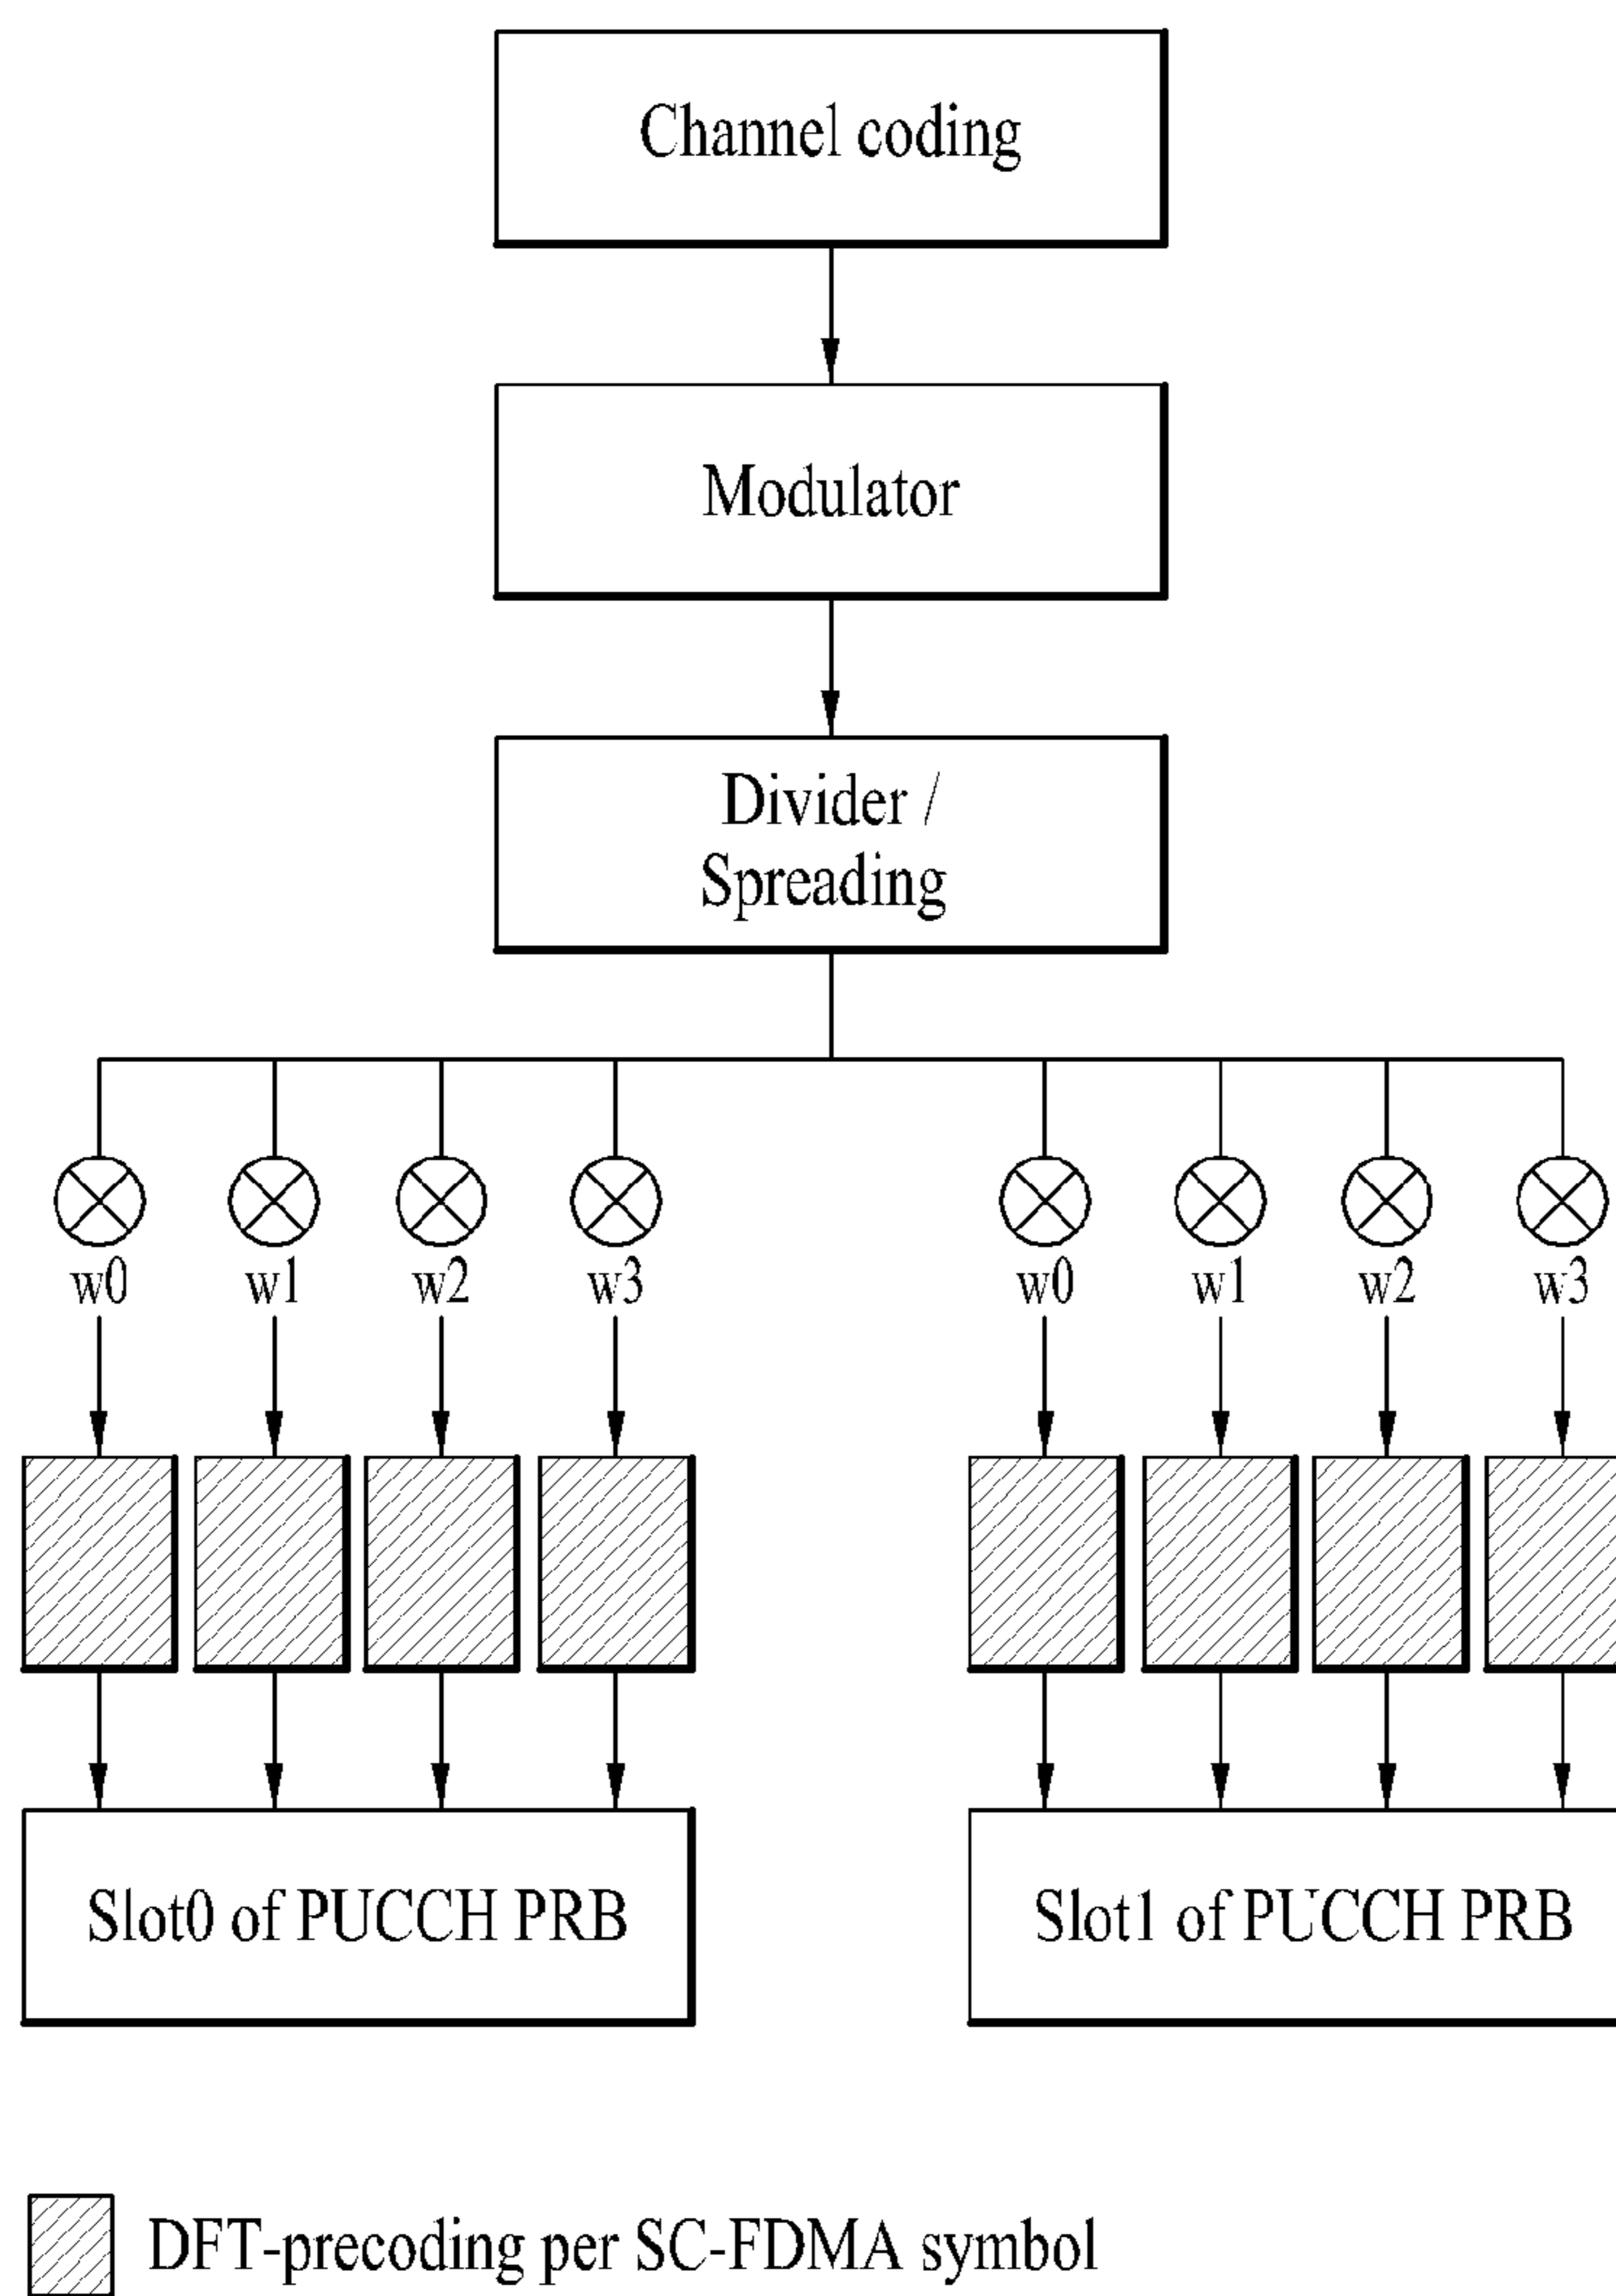 Channel coding
Modulator
Divider /
Spreading
w0 w1 w2 w3 w0 w1 w2 w3
Slot0 of PUCCH PRB Slot1 of PUCCH PRB
DFT-precoding per SC-FDMA symbol